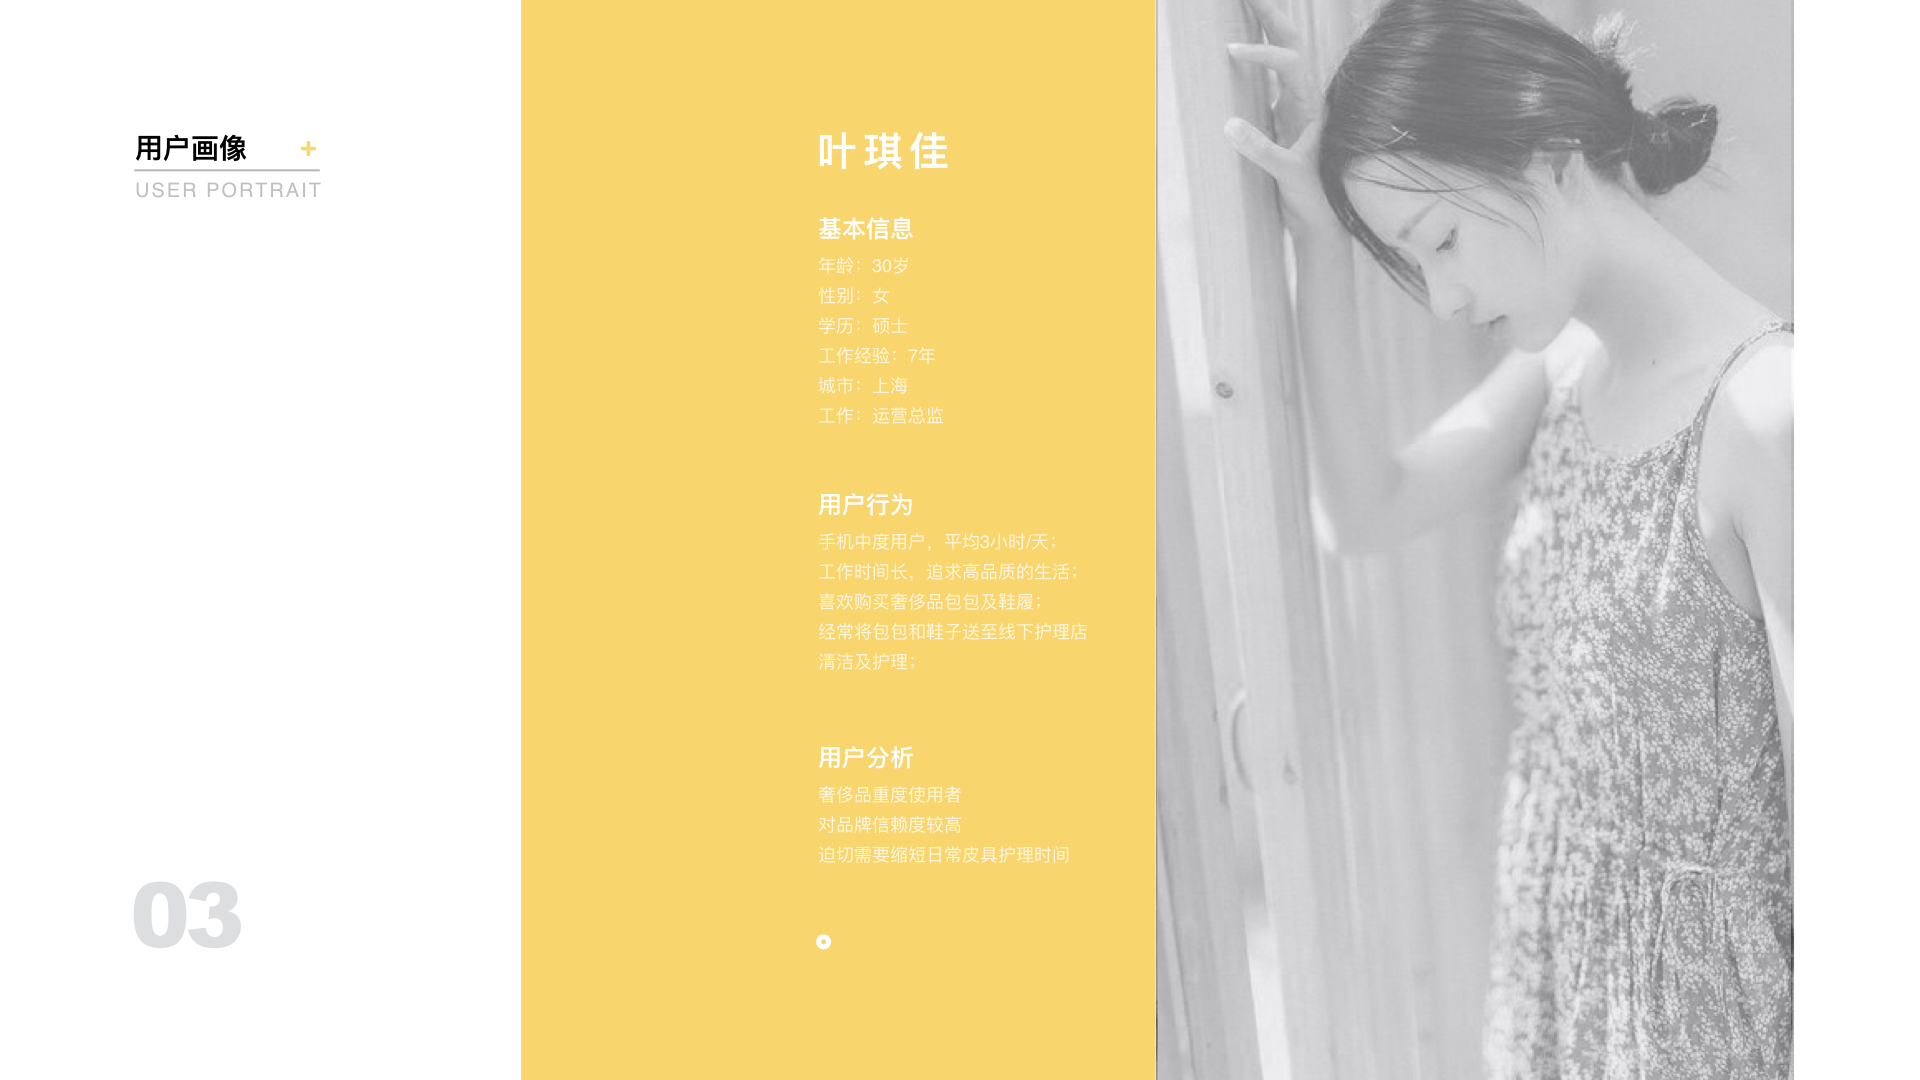 用户画像 +
USER PORTRAIT
叶琪佳
基本信息
年龄：30岁
性别：女
学历：硕士
工作经验：7年
城市：上海
工作：运营总监
用户行为
手机中度用户，平均3小时/天；
工作时间长，追求高品质的生活；
喜欢购买奢侈品包包及鞋履；
经常将包包和鞋子送至线下护理店
清洁及护理；
用户分析
奢侈品重度使用者
对品牌信赖度较高
迫切需要缩短日常皮具护理时间
03